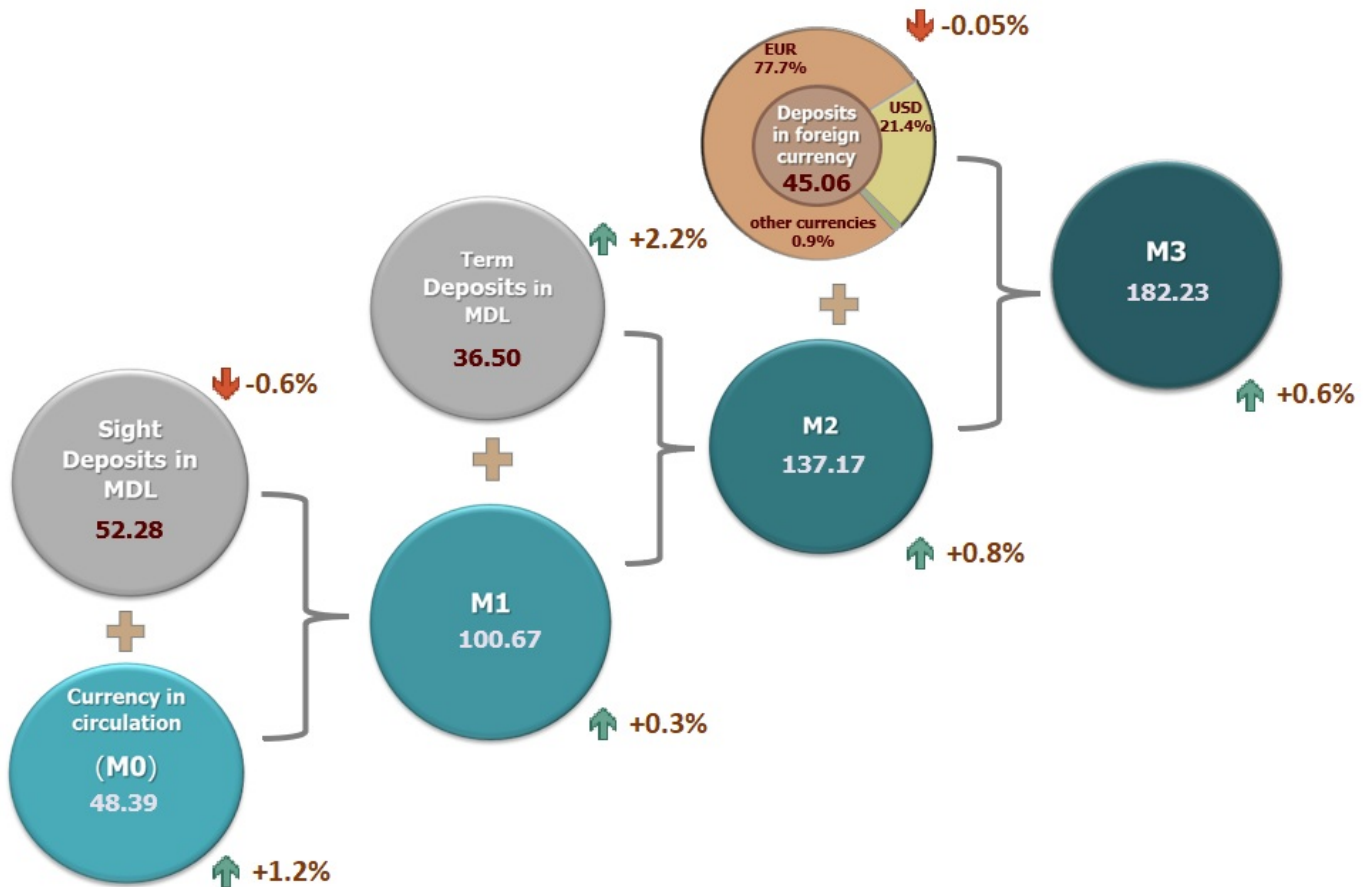 Sight
Deposits in
MDL
52.28
-0.6%
Currency in
circulation
(M0)
48.39
+1.2%
Term
Deposits in
MDL
36.50
+2.2%
M1
100.67
+0.3%
EUR
77.7%
USD
21.4%
other currencies
0.9%
Deposits
in foreign
currency
45.06
-0.05%
M2
137.17
+0.8%
M3
182.23
+0.6%